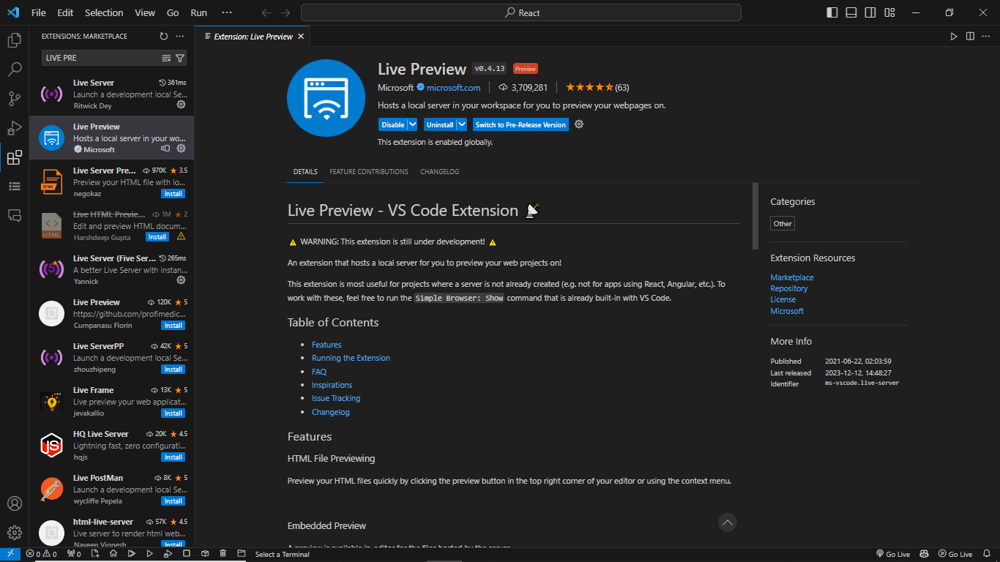 File Edit Selection View Go Run ···
React
EXTENSIONS: MARKETPLACE
LIVE PRE
Live Server 361ms
Launch a development local Se...
Ritwick Dey
Live Preview
Hosts a local server in your wo...
Microsoft
Live Server Pre... 970K ★ 3.5
Preview your HTML file with lo...
negokaz Install
Live HTML Previe... 1M ★ 2
Edit and preview HTML docum...
Harshdeep Gupta Install
Live Server (Five Ser... 265ms
A better Live Server with instan...
Yannick
Live Preview 120K ★ 5
https://github.com/profimedic...
Cumpanasu Florin Install
Live ServerPP 42K ★ 5
Launch a development local Se...
zhouzhipeng Install
Live Frame 13K ★ 5
Live preview your web applicat...
jevakallio Install
HQ Live Server 20K ★ 4.5
Lightning fast, zero configurati...
hqjs Install
Live PostMan 8K ★ 5
Launch a development local Se...
wycliffe Pepela Install
html-live-server 57K ★ 4.5
Live server to render html web...
Naveen Vignesh Install
HTML
HTML
5
JS
Extension: Live Preview
Live Preview v0.4.13 Preview
Microsoft microsoft.com 3,709,281 ★★★★★(63)
Hosts a local server in your workspace for you to preview your webpages on.
Disable Uninstall Switch to Pre-Release Version
This extension is enabled globally.
DETAILS FEATURE CONTRIBUTIONS CHANGELOG
Live Preview - VS Code Extension
⚠ WARNING: This extension is still under development! ⚠
An extension that hosts a local server for you to preview your web projects on!
This extension is most useful for projects where a server is not already created (e.g. not for apps using React, Angular, etc.). To
work with these, feel free to run the Simple Browser: Show command that is already built-in with VS Code.
Table of Contents
• Features
• Running the Extension
• FAQ
• Inspirations
• Issue Tracking
• Changelog
Features
HTML File Previewing
Preview your HTML files quickly by clicking the preview button in the top right corner of your editor or using the context menu.
Embedded Preview
A preview is available in-editor for the files hosted by the server.
Categories
Other
Extension Resources
Marketplace
Repository
License
Microsoft
More Info
Published 2021-06-22, 02:03:59
Last released 2023-12-12, 14:48:27
Identifier ms-vscode.live-server
0 0 0 Select a Terminal Go Live Go Live